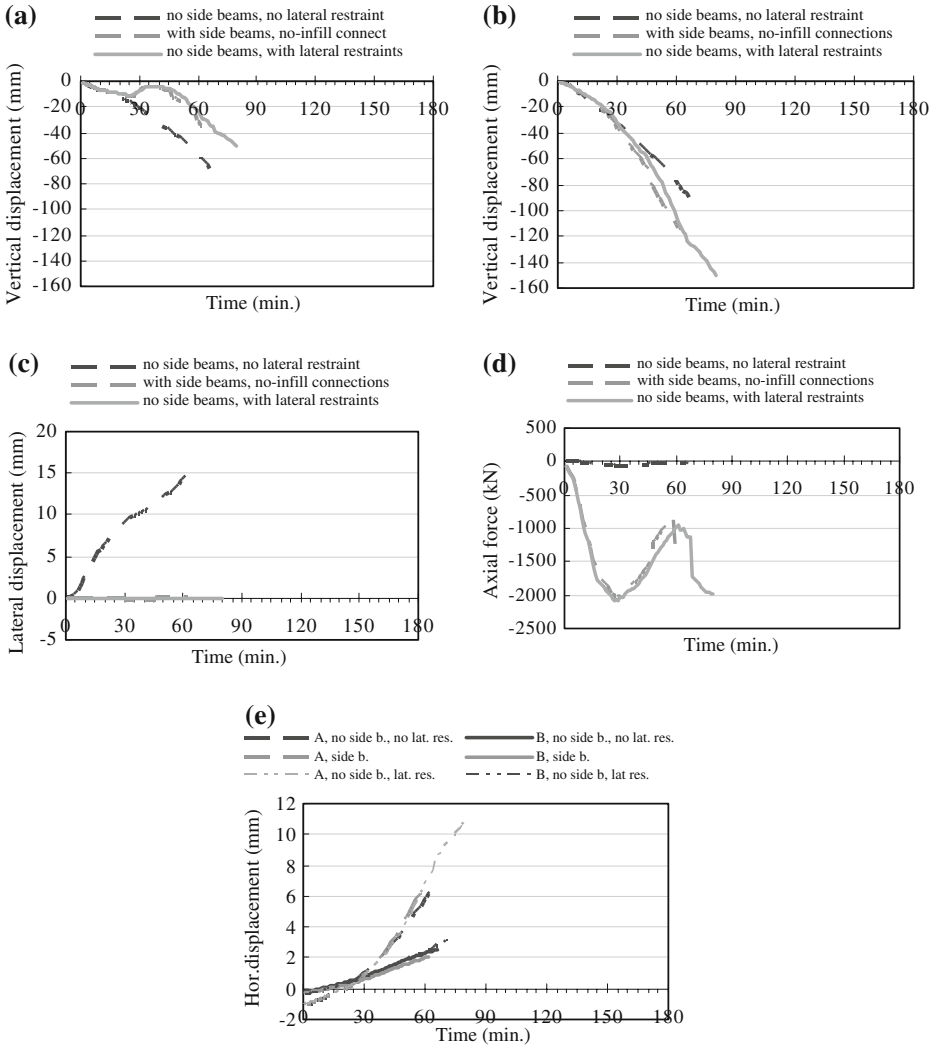 (a)
no side beams, no lateral restraint
with side beams, no-infill connect
no side beams, with lateral restraints
0
-20
-40
-60
-80
-100
-120
-140
-160
0 30 60 90 120 150 180
Vertical displacement (mm)
Time (min.)
(b)
no side beams, no lateral restraint
with side beams, no-infill connections
no side beams, with lateral restraints
0
-20
-40
-60
-80
-100
-120
-140
-160
0 30 60 90 120 150 180
Vertical displacement (mm)
Time (min.)
(c)
no side beams, no lateral restraint
with side beams, no-infill connections
no side beams, with lateral restraints
20
15
10
5
0
-5
0 30 60 90 120 150 180
Lateral displacement (mm)
Time (min.)
(d)
no side beams, no lateral restraint
with side beams, no-infill connections
no side beams, with lateral restraints
500
0
-500
-1000
-1500
-2000
-2500
0 30 60 90 120 150 180
Axial force (kN)
Time (min.)
(e)
A, no side b., no lat. res. B, no side b., no lat. res.
A, side b. B, side b.
A, no side b., lat. res. B, no side b, lat res.
12
10
8
6
4
2
0
-2
0 30 60 90 120 150 180
Hor.displacement (mm)
Time (min.)